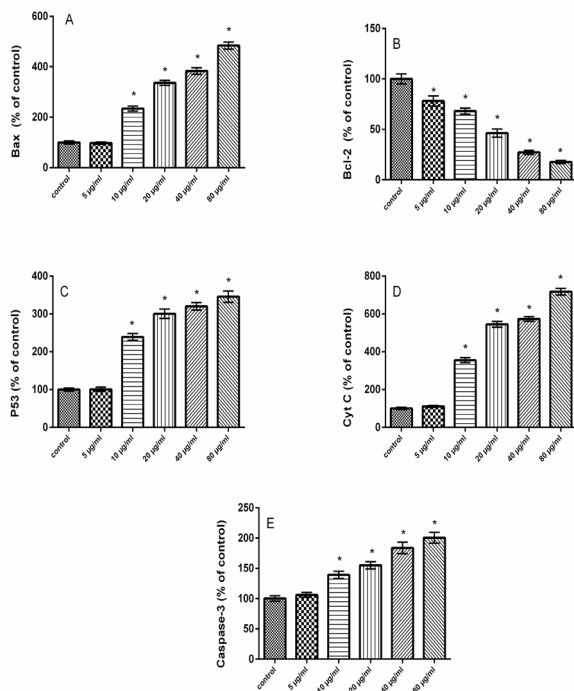 A
Bax (% of control)
600
400
200
0
*
*
*
*
control
5 µg/ml
10 µg/ml
20 µg/ml
40 µg/ml
80 µg/ml
B
Bcl-2 (% of control)
150
100
50
0
*
*
*
*
*
control
5 µg/ml
10 µg/ml
20 µg/ml
40 µg/ml
80 µg/ml
C
P53 (% of control)
400
300
200
100
0
*
*
*
*
control
5 µg/ml
10 µg/ml
20 µg/ml
40 µg/ml
80 µg/ml
D
Cyt C (% of control)
800
600
400
200
0
*
*
*
*
control
5 µg/ml
10 µg/ml
20 µg/ml
40 µg/ml
80 µg/ml
E
Caspase-3 (% of control)
250
200
150
100
50
0
*
*
*
*
control
5 µg/ml
10 µg/ml
20 µg/ml
40 µg/ml
80 µg/ml